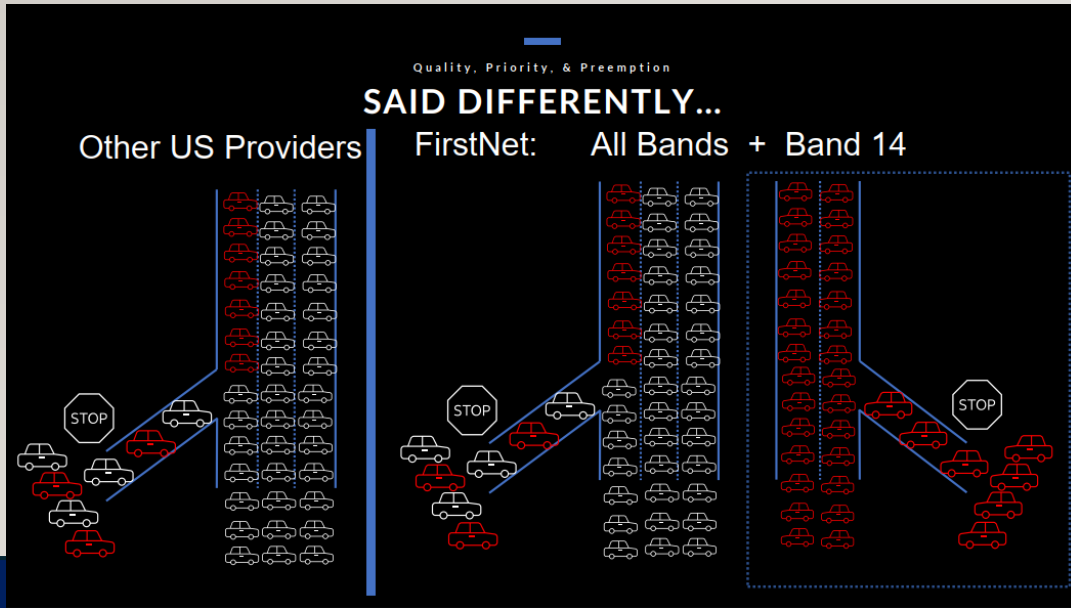 Quality, Priority, & Preemption
SAID DIFFERENTLY...
Other US Providers
FirstNet: All Bands + Band 14
STOP
STOP
STOP